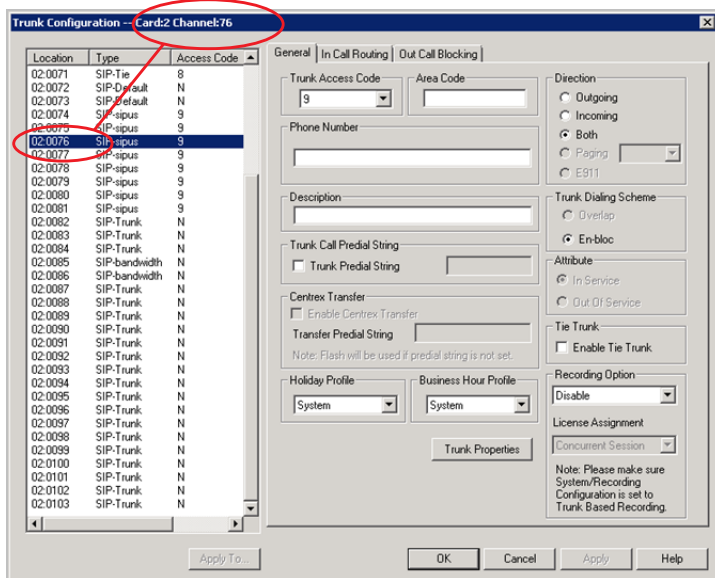 Trunk Configuration -- Card:2 Channel:76
Location Type Access Code
02:0071 SIP-Tie 8
02:0072 SIP-Default N
02:0073 SIP-Default N
02:0074 SIP-sipus 9
02:0075 SIP-sipus 9
02:0076 SIP-sipus 9
02:0077 SIP-sipus 9
02:0078 SIP-sipus 9
02:0079 SIP-sipus 9
02:0080 SIP-sipus 9
02:0081 SIP-sipus 9
02:0082 SIP-Trunk N
02:0083 SIP-Trunk N
02:0084 SIP-Trunk N
02:0085 SIP-bandwidth N
02:0086 SIP-bandwidth N
02:0087 SIP-Trunk N
02:0088 SIP-Trunk N
02:0089 SIP-Trunk N
02:0090 SIP-Trunk N
02:0091 SIP-Trunk N
02:0092 SIP-Trunk N
02:0093 SIP-Trunk N
02:0094 SIP-Trunk N
02:0095 SIP-Trunk N
02:0096 SIP-Trunk N
02:0097 SIP-Trunk N
02:0098 SIP-Trunk N
02:0099 SIP-Trunk N
02:0100 SIP-Trunk N
02:0101 SIP-Trunk N
02:0102 SIP-Trunk N
02:0103 SIP-Trunk N
Apply To...
General In Call Routing Out Call Blocking
Trunk Access Code
9
Area Code
Phone Number
Description
Trunk Call Predial String
Trunk Predial String
Centrex Transfer
Enable Centrex Transfer
Transfer Predial String
Note: Flash will be used if predial string is not set.
Holiday Profile
System
Business Hour Profile
System
Trunk Properties
Direction
Outgoing
Incoming
Both
Paging
E911
Trunk Dialing Scheme
Overlap
En-bloc
Attribute
In Service
Out Of Service
Tie Trunk
Enable Tie Trunk
Recording Option
Disable
License Assignment
Concurrent Session
Note: Please make sure
System/Recording
Configuration is set to
Trunk Based Recording.
OK Cancel Apply Help